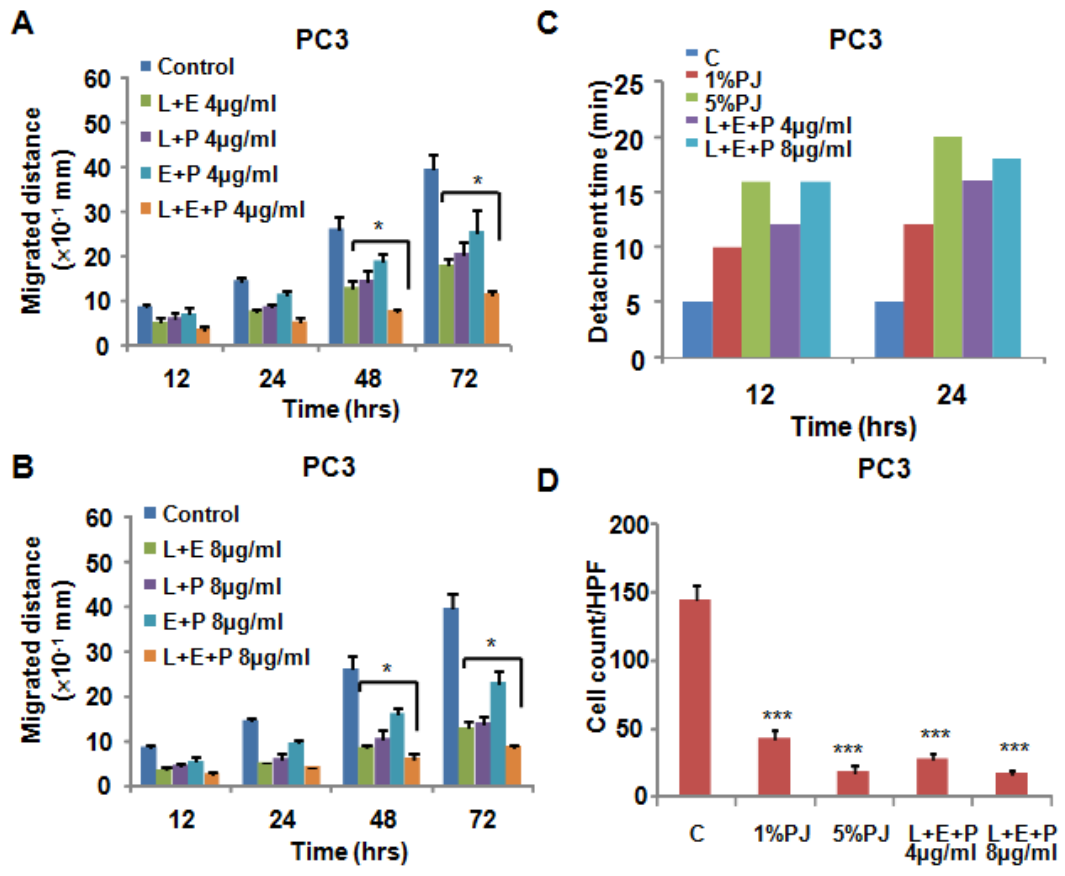 A
PC3
Control
L+E 4µg/ml
L+P 4µg/ml
E+P 4µg/ml
L+E+P 4µg/ml
Migrated distance
(×10⁻¹ mm)
60
50
40
30
20
10
0
*
*
12 24 48 72
Time (hrs)
B
PC3
Control
L+E 8µg/ml
L+P 8µg/ml
E+P 8µg/ml
L+E+P 8µg/ml
Migrated distance
(×10⁻¹ mm)
60
50
40
30
20
10
0
*
*
12 24 48 72
Time (hrs)
C
PC3
C
1%PJ
5%PJ
L+E+P 4µg/ml
L+E+P 8µg/ml
Detachment time (min)
25
20
15
10
5
0
12 24
Time (hrs)
D
PC3
Cell count/HPF
200
150
100
50
0
*** *** *** ***
C 1%PJ 5%PJ L+E+P L+E+P
4µg/ml 8µg/ml